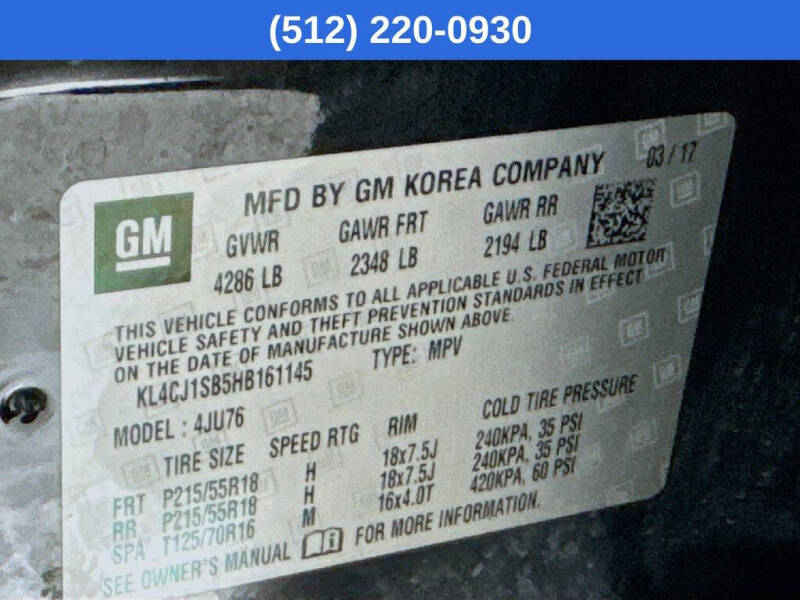 (512) 220-0930
MFD BY GM KOREA COMPANY 03/17
GM
GVWR GAWR FRT GAWR RR
4286 LB 2348 LB 2194 LB
THIS VEHICLE CONFORMS TO ALL APPLICABLE U.S. FEDERAL MOTOR
VEHICLE SAFETY AND THEFT PREVENTION STANDARDS IN EFFECT
ON THE DATE OF MANUFACTURE SHOWN ABOVE.
KL4CJ1SB5HB161145 TYPE: MPV
MODEL: 4JU76
TIRE SIZE SPEED RTG RIM COLD TIRE PRESSURE
FRT P215/55R18 H 18x7.5J 240KPA, 35 PSI
RR P215/55R18 H 18x7.5J 240KPA, 35 PSI
SPA T125/70R16 M 16x4.0T 420KPA, 60 PSI
SEE OWNER'S MANUAL FOR MORE INFORMATION.